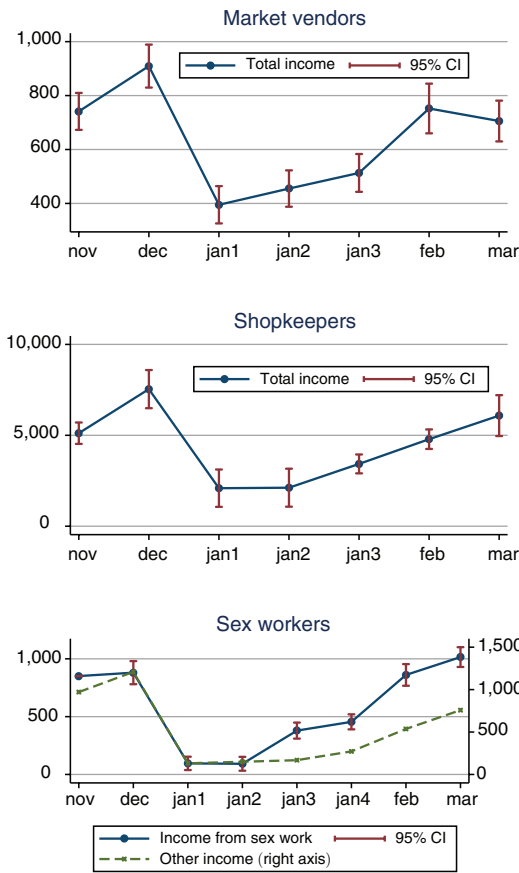 Market vendors
1,000
800
600
400
Total income 95% CI
nov dec jan1 jan2 jan3 feb mar
Shopkeepers
10,000
5,000
0
Total income 95% CI
nov dec jan1 jan2 jan3 feb mar
Sex workers
1,000
500
0
1,500
1,000
500
0
nov dec jan1 jan2 jan3 jan4 feb mar
Income from sex work 95% CI
Other income (right axis)